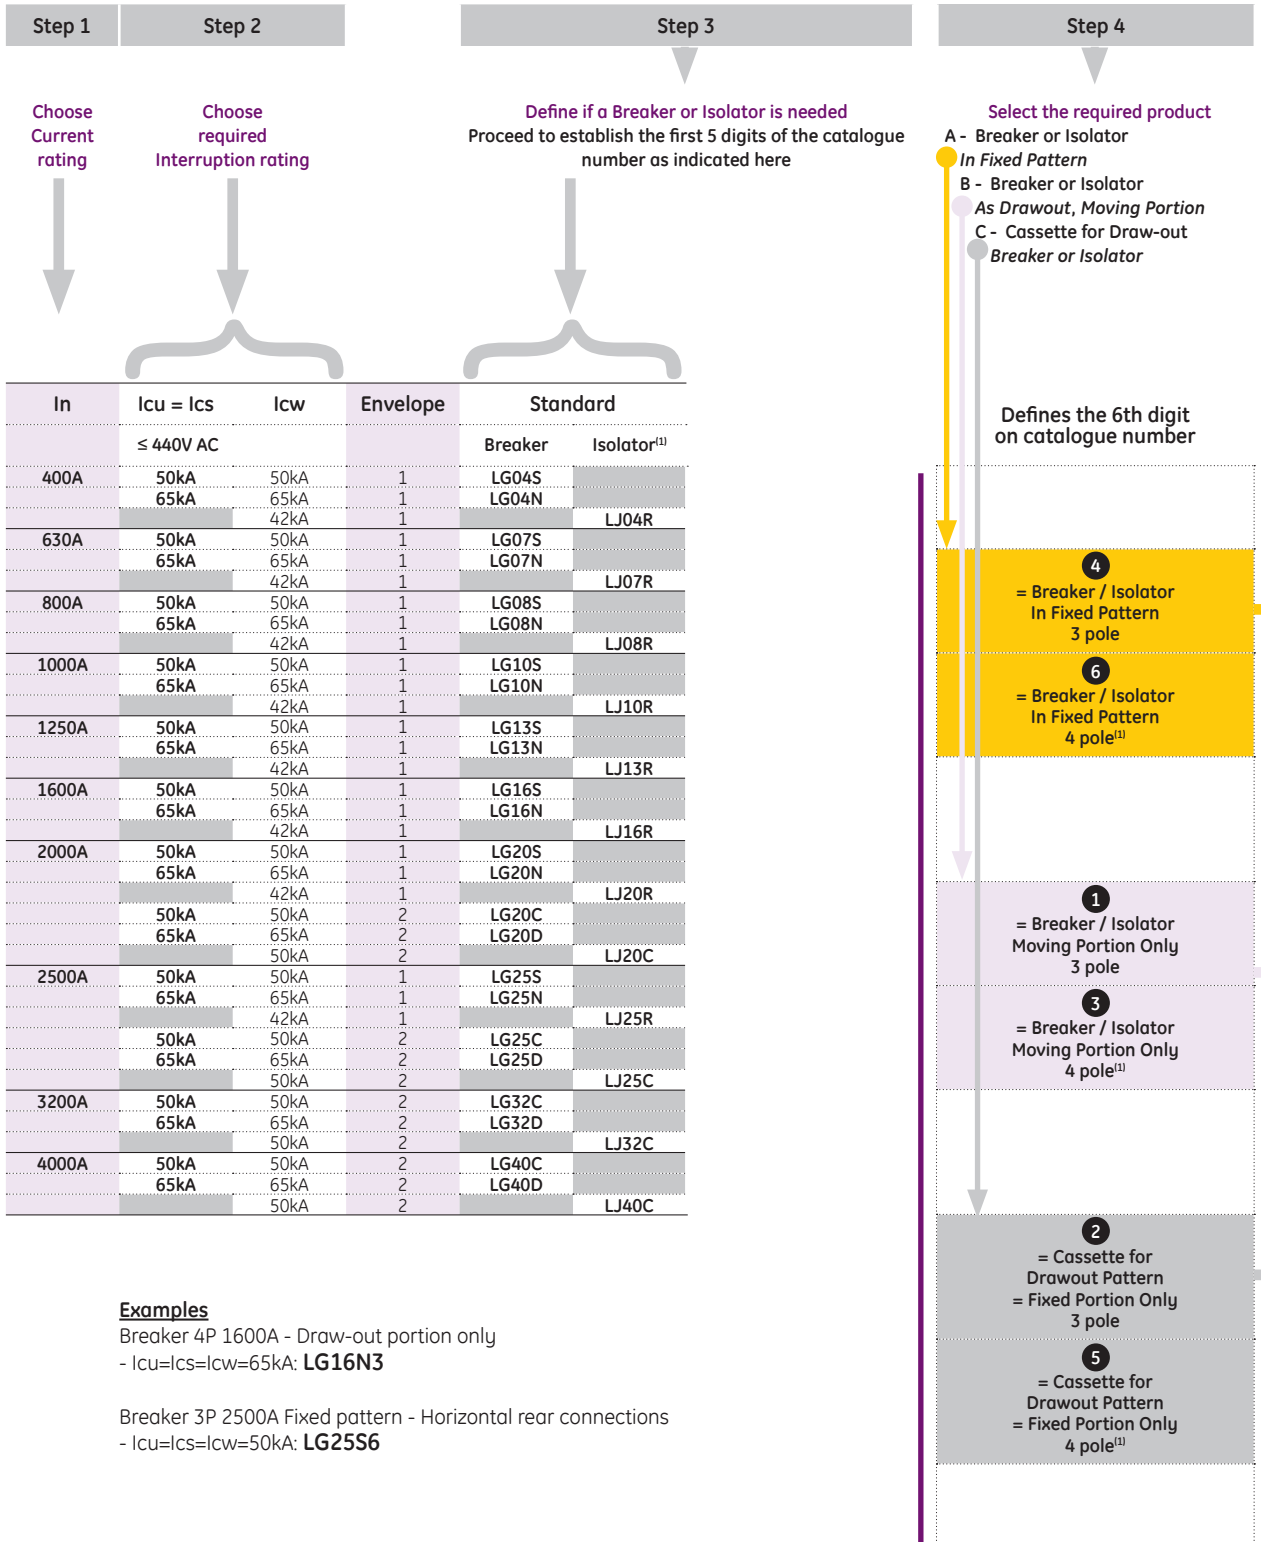 Step 1
Step 2
Step 3
Step 4
Choose
Current
rating
Choose
required
Interruption rating
Define if a Breaker or Isolator is needed
Proceed to establish the first 5 digits of the catalogue
number as indicated here
Select the required product
A - Breaker or Isolator
In Fixed Pattern
B - Breaker or Isolator
As Drawout, Moving Portion
C - Cassette for Draw-out
Breaker or Isolator
In Icu = Ics Icw Envelope Standard
≤ 440V AC Breaker Isolator(1)
400A 50kA 50kA 1 LG04S
65kA 65kA 1 LG04N
42kA 1 LJ04R
630A 50kA 50kA 1 LG07S
65kA 65kA 1 LG07N
42kA 1 LJ07R
800A 50kA 50kA 1 LG08S
65kA 65kA 1 LG08N
42kA 1 LJ08R
1000A 50kA 50kA 1 LG10S
65kA 65kA 1 LG10N
42kA 1 LJ10R
1250A 50kA 50kA 1 LG13S
65kA 65kA 1 LG13N
42kA 1 LJ13R
1600A 50kA 50kA 1 LG16S
65kA 65kA 1 LG16N
42kA 1 LJ16R
2000A 50kA 50kA 1 LG20S
65kA 65kA 1 LG20N
42kA 1 LJ20R
50kA 50kA 2 LG20C
65kA 65kA 2 LG20D
50kA 2 LJ20C
2500A 50kA 50kA 1 LG25S
65kA 65kA 1 LG25N
42kA 1 LJ25R
50kA 50kA 2 LG25C
65kA 65kA 2 LG25D
50kA 2 LJ25C
3200A 50kA 50kA 2 LG32C
65kA 65kA 2 LG32D
50kA 2 LJ32C
4000A 50kA 50kA 2 LG40C
65kA 65kA 2 LG40D
50kA 2 LJ40C
Defines the 6th digit
on catalogue number
4
= Breaker / Isolator
In Fixed Pattern
3 pole
6
= Breaker / Isolator
In Fixed Pattern
4 pole(1)
1
= Breaker / Isolator
Moving Portion Only
3 pole
3
= Breaker / Isolator
Moving Portion Only
4 pole(1)
2
= Cassette for
Drawout Pattern
= Fixed Portion Only
3 pole
5
= Cassette for
Drawout Pattern
= Fixed Portion Only
4 pole(1)
Examples
Breaker 4P 1600A - Draw-out portion only
- Icu=Ics=Icw=65kA: LG16N3
Breaker 3P 2500A Fixed pattern - Horizontal rear connections
- Icu=Ics=Icw=50kA: LG25S6